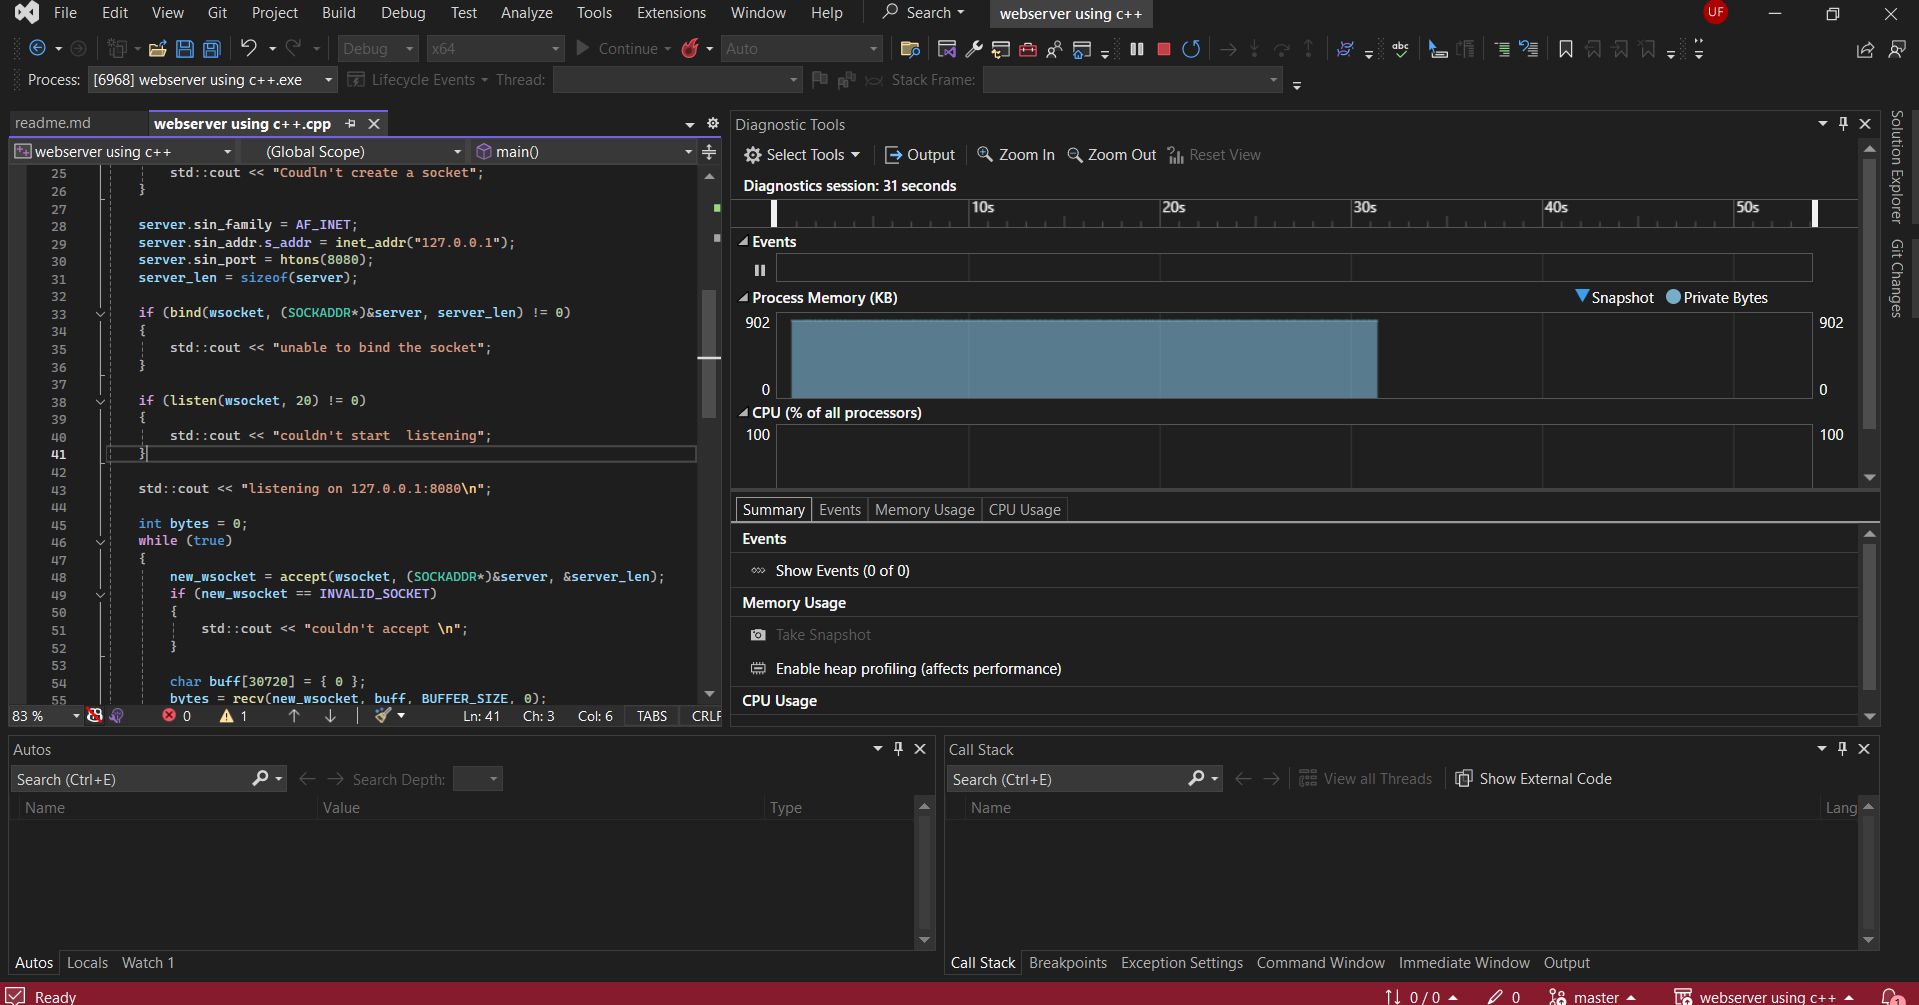 File Edit View Git Project Build Debug Test Analyze Tools Extensions Window Help Search webserver using c++ UF
Debug x64 Continue Auto abc
Process: [6968] webserver using c++.exe Lifecycle Events Thread: Stack Frame:
readme.md webserver using c++.cpp
webserver using c++ (Global Scope) main()
25 std::cout << "Coudln't create a socket";
26 }
27
28 server.sin_family = AF_INET;
29 server.sin_addr.s_addr = inet_addr("127.0.0.1");
30 server.sin_port = htons(8080);
31 server_len = sizeof(server);
32
33 if (bind(wsocket, (SOCKADDR*)&server, server_len) != 0)
34 {
35 std::cout << "unable to bind the socket";
36 }
37
38 if (listen(wsocket, 20) != 0)
39 {
40 std::cout << "couldn't start  listening";
41 }
42
43 std::cout << "listening on 127.0.0.1:8080\n";
44
45 int bytes = 0;
46 while (true)
47 {
48 new_wsocket = accept(wsocket, (SOCKADDR*)&server, &server_len);
49 if (new_wsocket == INVALID_SOCKET)
50 {
51 std::cout << "couldn't accept \n";
52 }
53
54 char buff[30720] = { 0 };
55 bytes = recv(new_wsocket, buff, BUFFER_SIZE, 0);
83 % 0 1 Ln: 41 Ch: 3 Col: 6 TABS CRLF
Diagnostic Tools
Select Tools Output Zoom In Zoom Out Reset View
Diagnostics session: 31 seconds
10s 20s 30s 40s 50s
Events
Process Memory (KB) Snapshot Private Bytes
902 902
0 0
CPU (% of all processors)
100 100
Summary Events Memory Usage CPU Usage
Events
Show Events (0 of 0)
Memory Usage
Take Snapshot
Enable heap profiling (affects performance)
CPU Usage
Solution Explorer
Git Changes
Autos
Search (Ctrl+E) Search Depth:
Name Value Type
Autos Locals Watch 1
Call Stack
Search (Ctrl+E) View all Threads Show External Code
Name Lang
Call Stack Breakpoints Exception Settings Command Window Immediate Window Output
Ready 0 / 0 0 master webserver using c++ 1